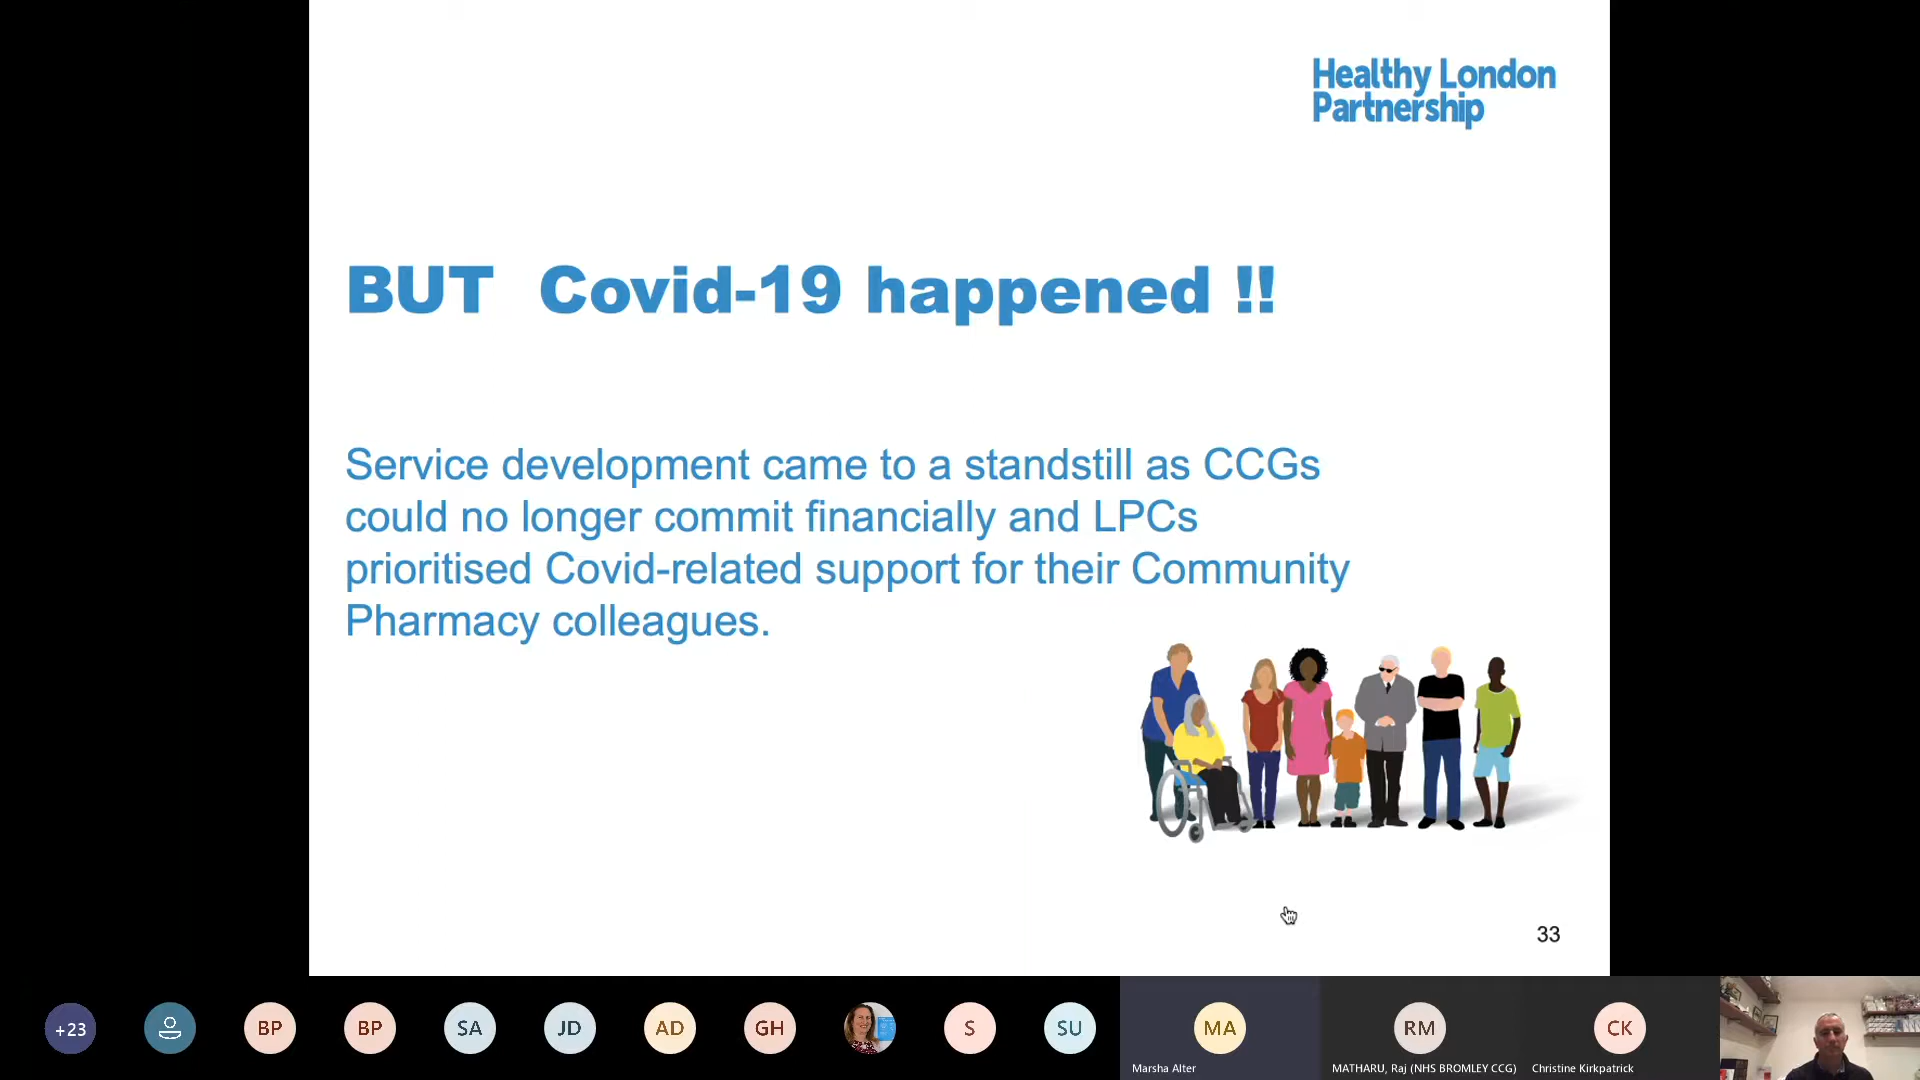 Healthy London
Partnership
BUT Covid-19 happened !!
Service development came to a standstill as CCGs
could no longer commit financially and LPCs
prioritised Covid-related support for their Community
Pharmacy colleagues.
33
+23
BP
BP
SA
JD
AD
GH
S
SU
MA
Marsha Alter
RM
MATHARU, Raj (NHS BROMLEY CCG)
CK
Christine Kirkpatrick